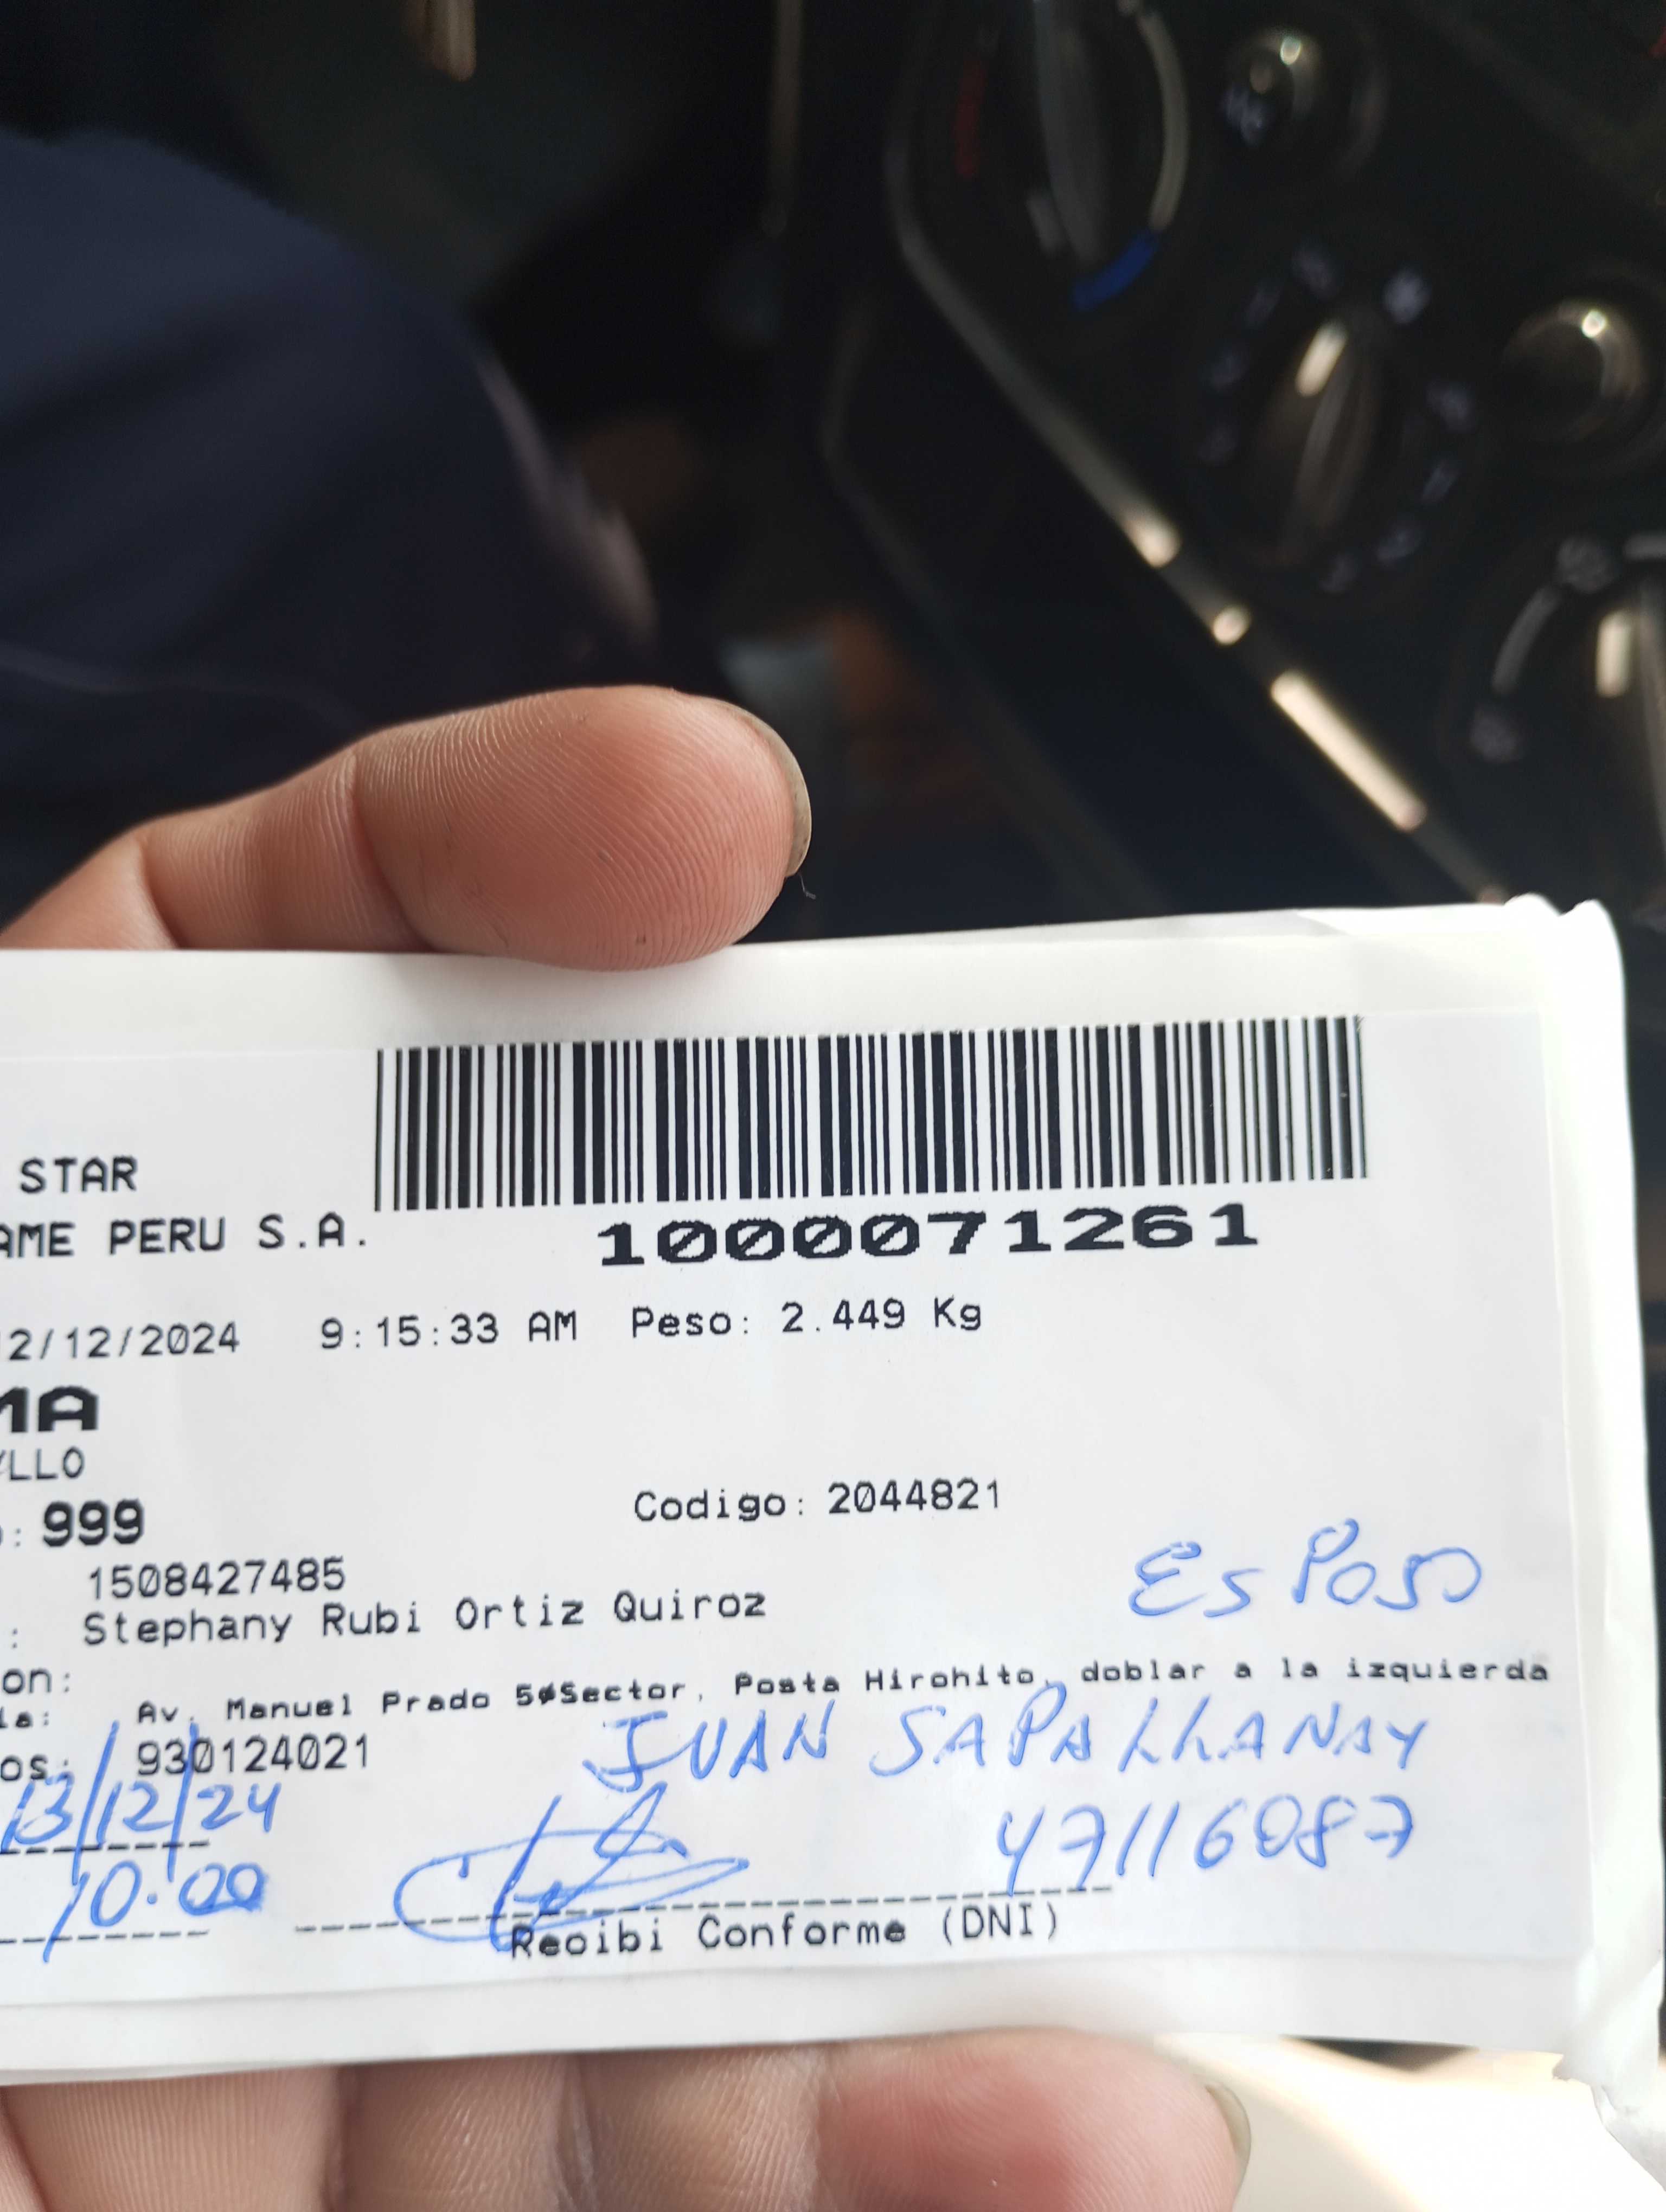 STAR
AME PERU S.A.
1000071261
2/12/2024 9:15:33 AM Peso: 2.449 Kg
MA
LLO
: 999
Codigo: 2044821
1508427485
Esposo
: Stephany Rubi Ortiz Quiroz
on:
ia: Av. Manuel Prado 5øSector, Posta Hirohito, doblar a la izquierda
os: 930124021
JUAN SAPALLANAY
13/12/24
47116087
10:00
Recibi Conforme (DNI)